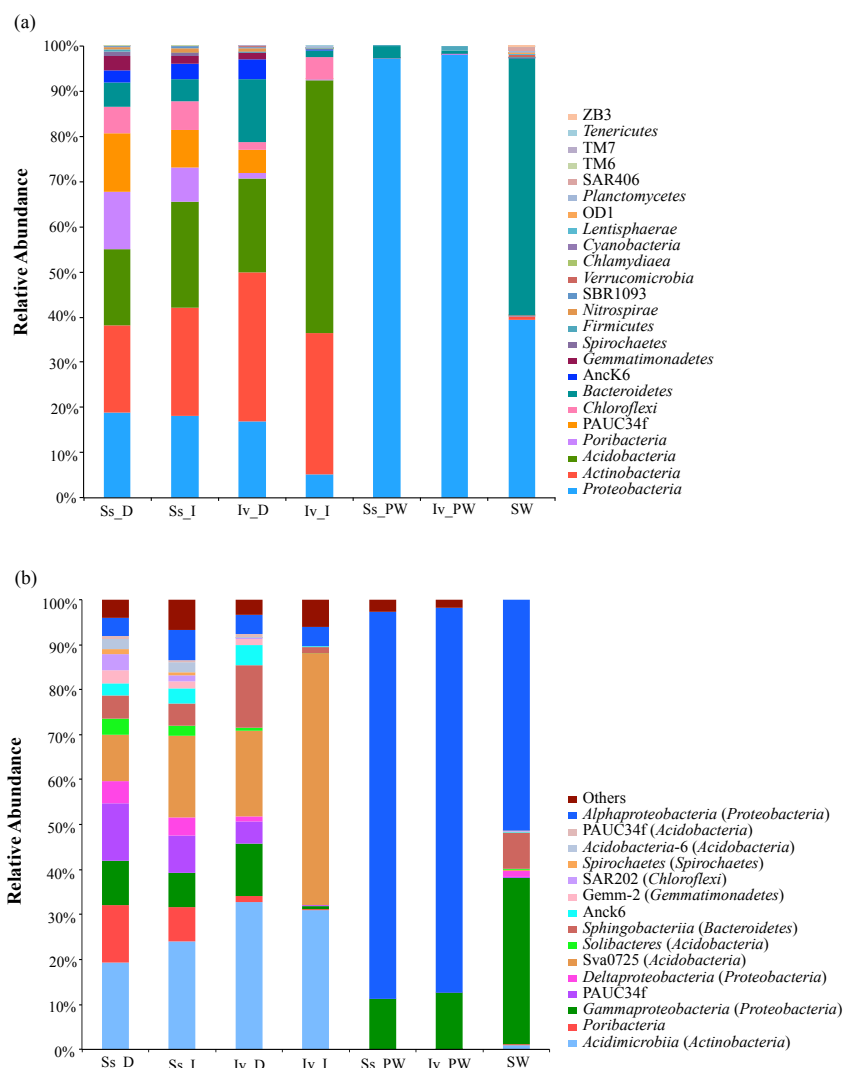 (a)
100%
90%
80%
70%
60%
50%
40%
30%
20%
10%
0%
Relative Abundance
Ss_D
Ss_I
Iv_D
Iv_I
Ss_PW
Iv_PW
SW
ZB3
Tenericutes
TM7
TM6
SAR406
Planctomycetes
OD1
Lentisphaerae
Cyanobacteria
Chlamydiaea
Verrucomicrobia
SBR1093
Nitrospirae
Firmicutes
Spirochaetes
Gemmatimonadetes
AncK6
Bacteroidetes
Chloroflexi
PAUC34f
Poribacteria
Acidobacteria
Actinobacteria
Proteobacteria
(b)
100%
90%
80%
70%
60%
50%
40%
30%
20%
10%
0%
Relative Abundance
Ss_D
Ss_I
Iv_D
Iv_I
Ss_PW
Iv_PW
SW
Others
Alphaproteobacteria (Proteobacteria)
PAUC34f (Acidobacteria)
Acidobacteria-6 (Acidobacteria)
Spirochaetes (Spirochaetes)
SAR202 (Chloroflexi)
Gemm-2 (Gemmatimonadetes)
Anck6
Sphingobacteriia (Bacteroidetes)
Solibacteres (Acidobacteria)
Sva0725 (Acidobacteria)
Deltaproteobacteria (Proteobacteria)
PAUC34f
Gammaproteobacteria (Proteobacteria)
Poribacteria
Acidimicrobiia (Actinobacteria)